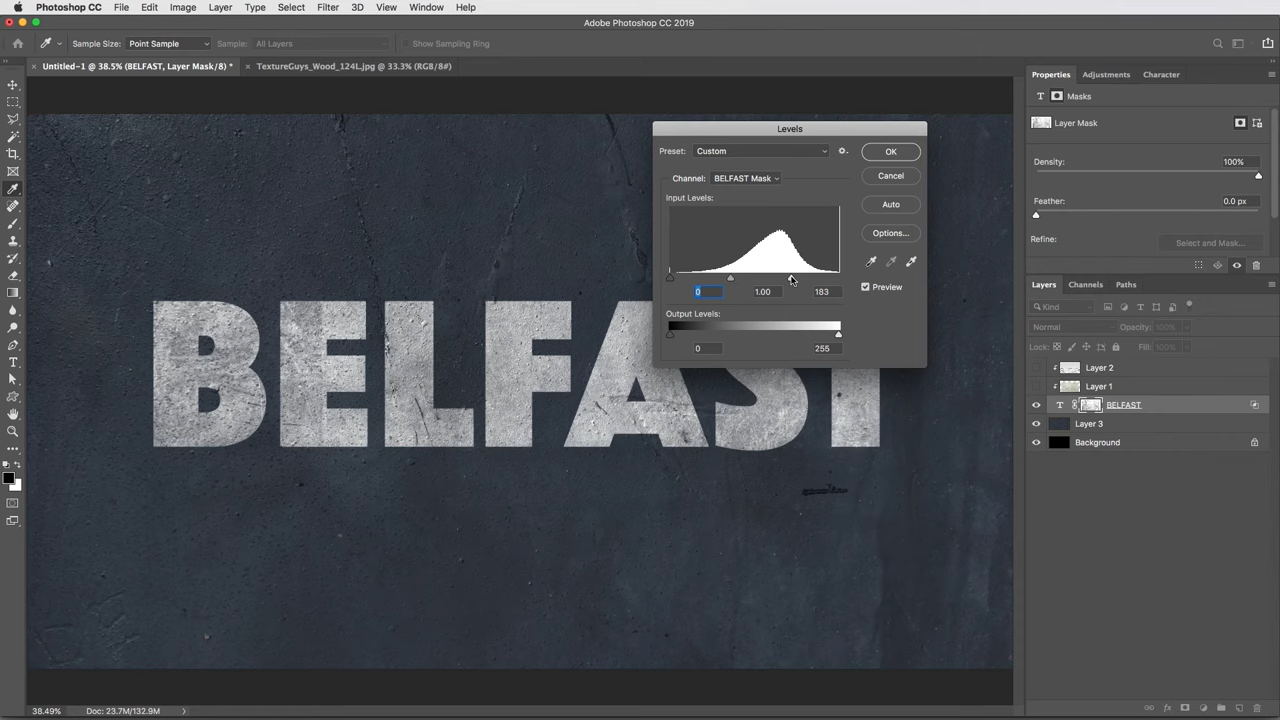 Photoshop CC File Edit Image Layer Type Select Filter 3D View Window Help
Adobe Photoshop CC 2019
Sample Size: Point Sample Sample: All Layers Show Sampling Ring
Untitled-1 @ 38.5% (BELFAST, Layer Mask/8) * TextureGuys_Wood_124L.jpg @ 33.3% (RGB/8#)
Properties Adjustments Character
T Masks
Layer Mask
Density: 100%
Feather: 0.0 px
Refine: Select and Mask...
Layers Channels Paths
Kind
Normal Opacity: 100%
Lock: Fill: 100%
Layer 2
Layer 1
T BELFAST
Layer 3
Background
Levels
Preset: Custom OK
Channel: BELFAST Mask Cancel
Input Levels:
Auto
Options...
0 1.00 183 Preview
Output Levels:
0 255
BELFAST
38.49% Doc: 23.7M/132.9M